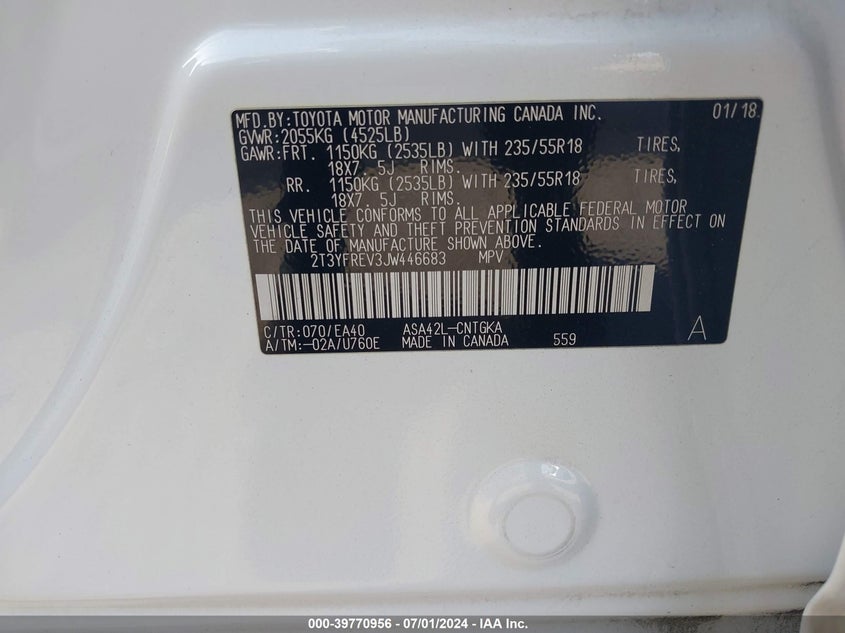 MFD.BY:TOYOTA MOTOR MANUFACTURING CANADA INC. 01/18
GVWR:2055KG (4525LB)
GAWR:FRT. 1150KG (2535LB) WITH 235/55R18 TIRES,
18X7. 5J RIMS.
RR. 1150KG (2535LB) WITH 235/55R18 TIRES,
18X7. 5J RIMS.
THIS VEHICLE CONFORMS TO ALL APPLICABLE FEDERAL MOTOR
VEHICLE SAFETY AND THEFT PREVENTION STANDARDS IN EFFECT ON
THE DATE OF MANUFACTURE SHOWN ABOVE.
2T3YFREV3JW446683 MPV
C/TR:070/EA40 ASA42L-CNTGKA
A/TM:-02A/U760E MADE IN CANADA 559 A
000-39770956 - 07/01/2024 - IAA Inc.